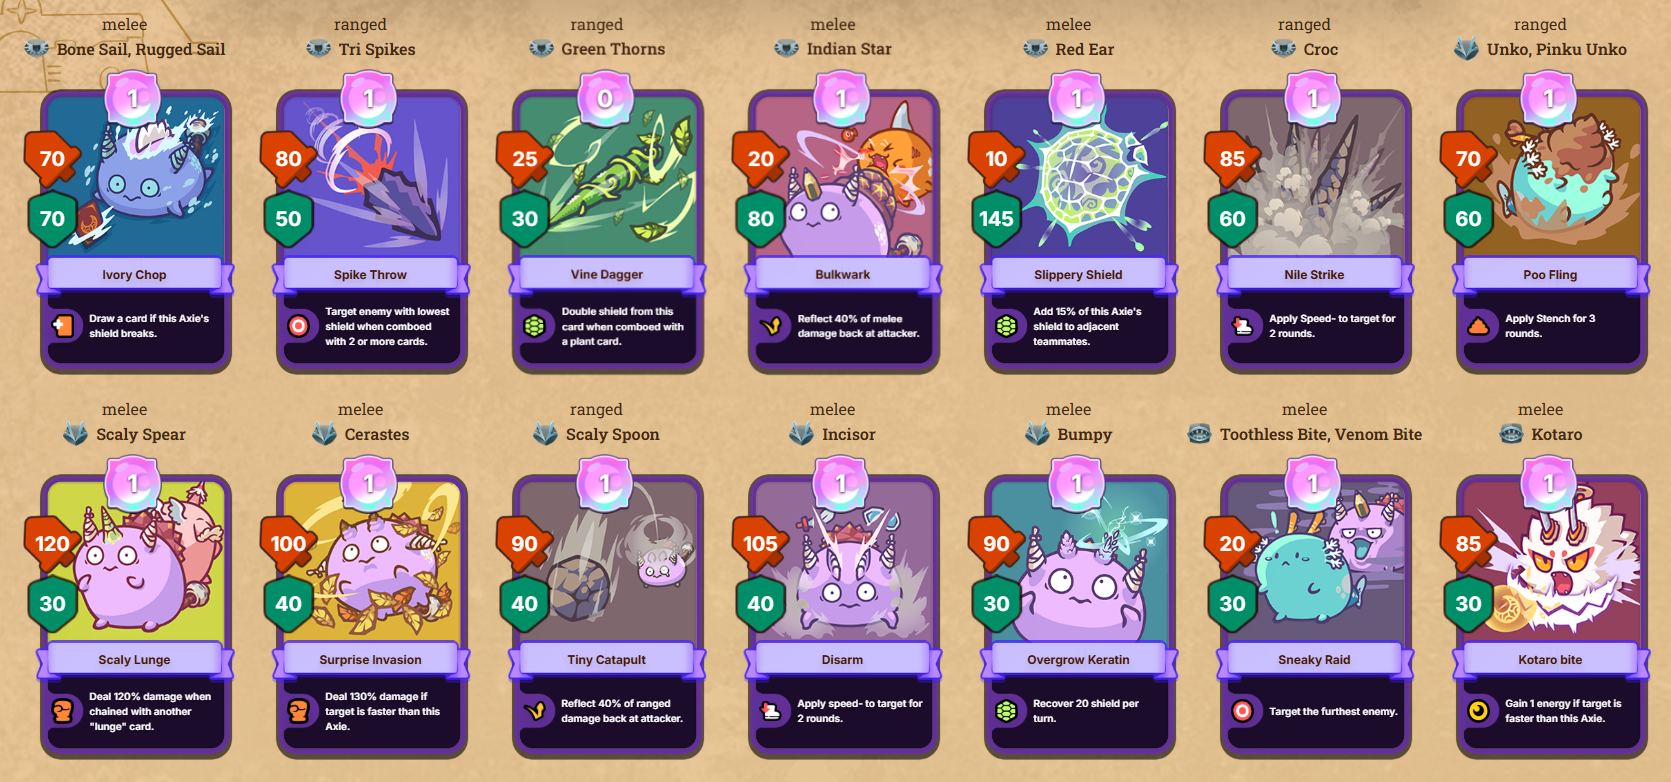 melee
Bone Sail, Rugged Sail
1
70
70
Ivory Chop
Draw a card if this Axie's
shield breaks.
ranged
Tri Spikes
1
80
50
Spike Throw
Target enemy with lowest
shield when comboed
with 2 or more cards.
ranged
Green Thorns
0
25
30
Vine Dagger
Double shield from this
card when comboed with
a plant card.
melee
Indian Star
1
20
80
Bulkwark
Reflect 40% of melee
damage back at attacker.
melee
Red Ear
1
10
145
Slippery Shield
Add 15% of this Axie's
shield to adjacent
teammates.
ranged
Croc
1
85
60
Nile Strike
Apply Speed- to target for
2 rounds.
ranged
Unko, Pinku Unko
1
70
60
Poo Fling
Apply Stench for 3
rounds.
melee
Scaly Spear
1
120
30
Scaly Lunge
Deal 120% damage when
chained with another
"lunge" card.
melee
Cerastes
1
100
40
Surprise Invasion
Deal 130% damage if
target is faster than this
Axie.
ranged
Scaly Spoon
1
90
40
Tiny Catapult
Reflect 40% of ranged
damage back at attacker.
melee
Incisor
1
105
40
Disarm
Apply speed- to target for
2 rounds.
melee
Bumpy
1
90
30
Overgrow Keratin
Recover 20 shield per
turn.
melee
Toothless Bite, Venom Bite
1
20
30
Sneaky Raid
Target the furthest enemy.
melee
Kotaro
1
85
30
Kotaro bite
Gain 1 energy if target is
faster than this Axie.